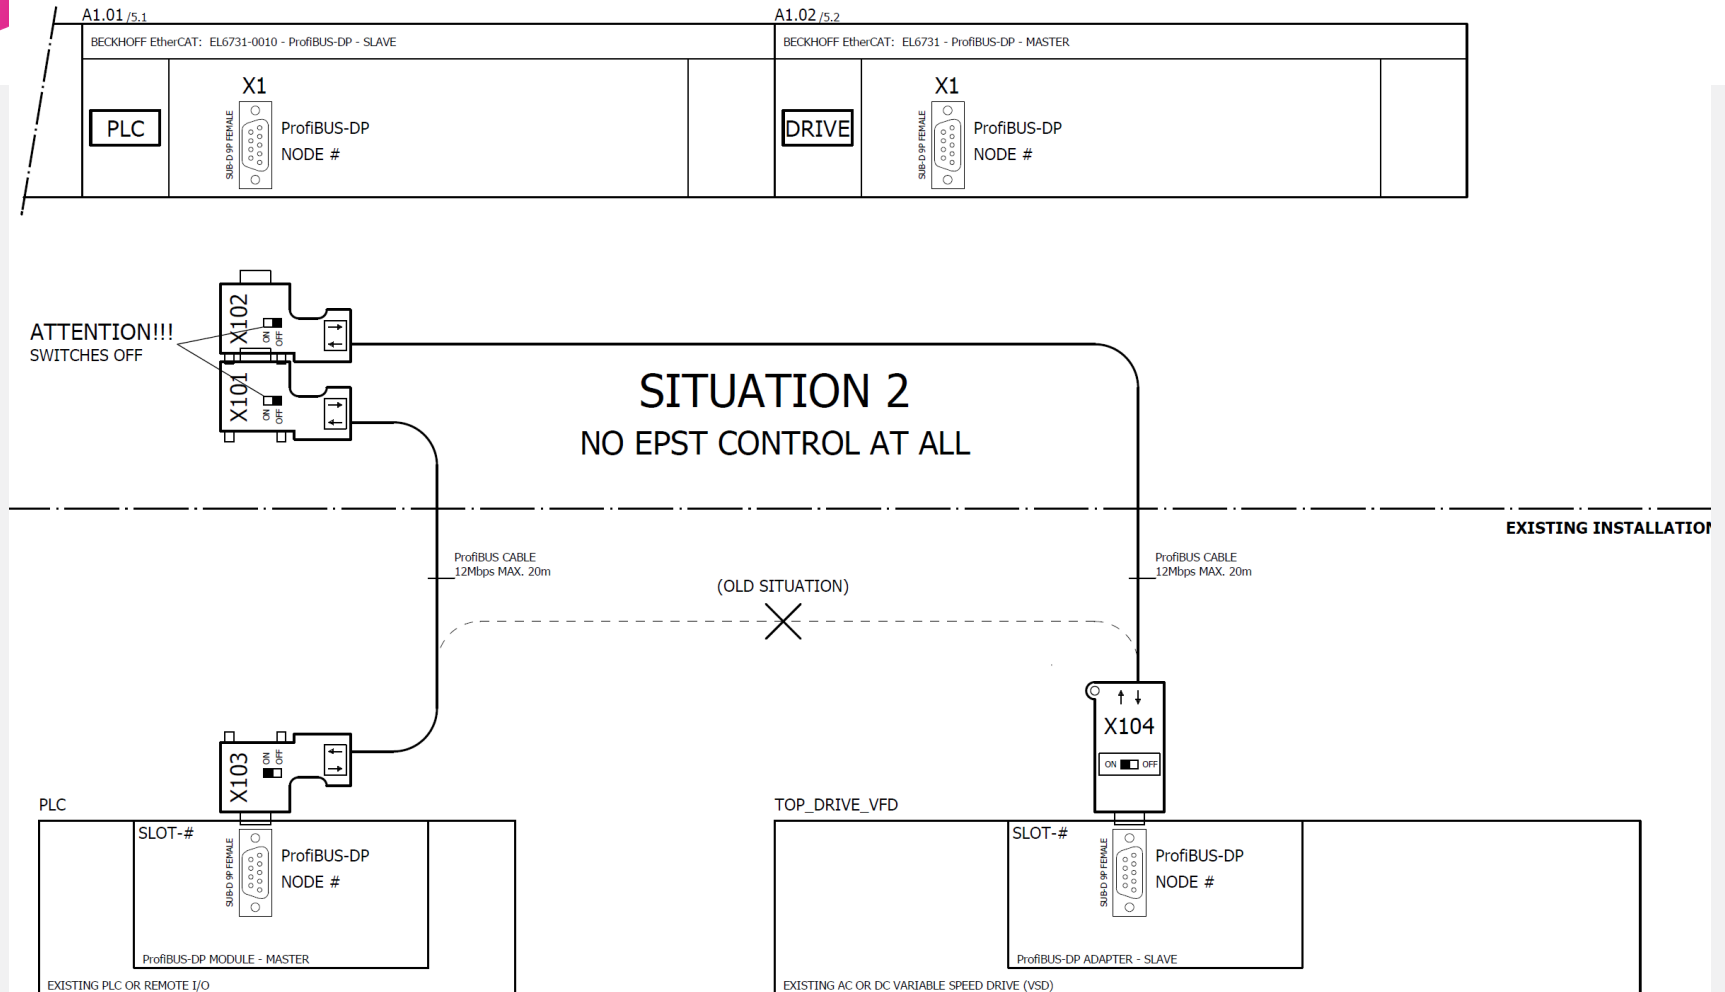 A1.01 /5.1
A1.02 /5.2
BECKHOFF EtherCAT: EL6731-0010 - ProfiBUS-DP - SLAVE
BECKHOFF EtherCAT: EL6731 - ProfiBUS-DP - MASTER
PLC
X1
SUB-D 9P FEMALE
ProfiBUS-DP
NODE #
DRIVE
X1
SUB-D 9P FEMALE
ProfiBUS-DP
NODE #
ATTENTION!!!
SWITCHES OFF
X102
ON
OFF
X101
ON
OFF
SITUATION 2
NO EPST CONTROL AT ALL
EXISTING INSTALLATION
ProfiBUS CABLE
12Mbps MAX. 20m
(OLD SITUATION)
ProfiBUS CABLE
12Mbps MAX. 20m
X103
ON
OFF
X104
ON
OFF
PLC
SLOT-#
SUB-D 9P FEMALE
ProfiBUS-DP
NODE #
ProfiBUS-DP MODULE - MASTER
EXISTING PLC OR REMOTE I/O
TOP_DRIVE_VFD
SLOT-#
SUB-D 9P FEMALE
ProfiBUS-DP
NODE #
ProfiBUS-DP ADAPTER - SLAVE
EXISTING AC OR DC VARIABLE SPEED DRIVE (VSD)